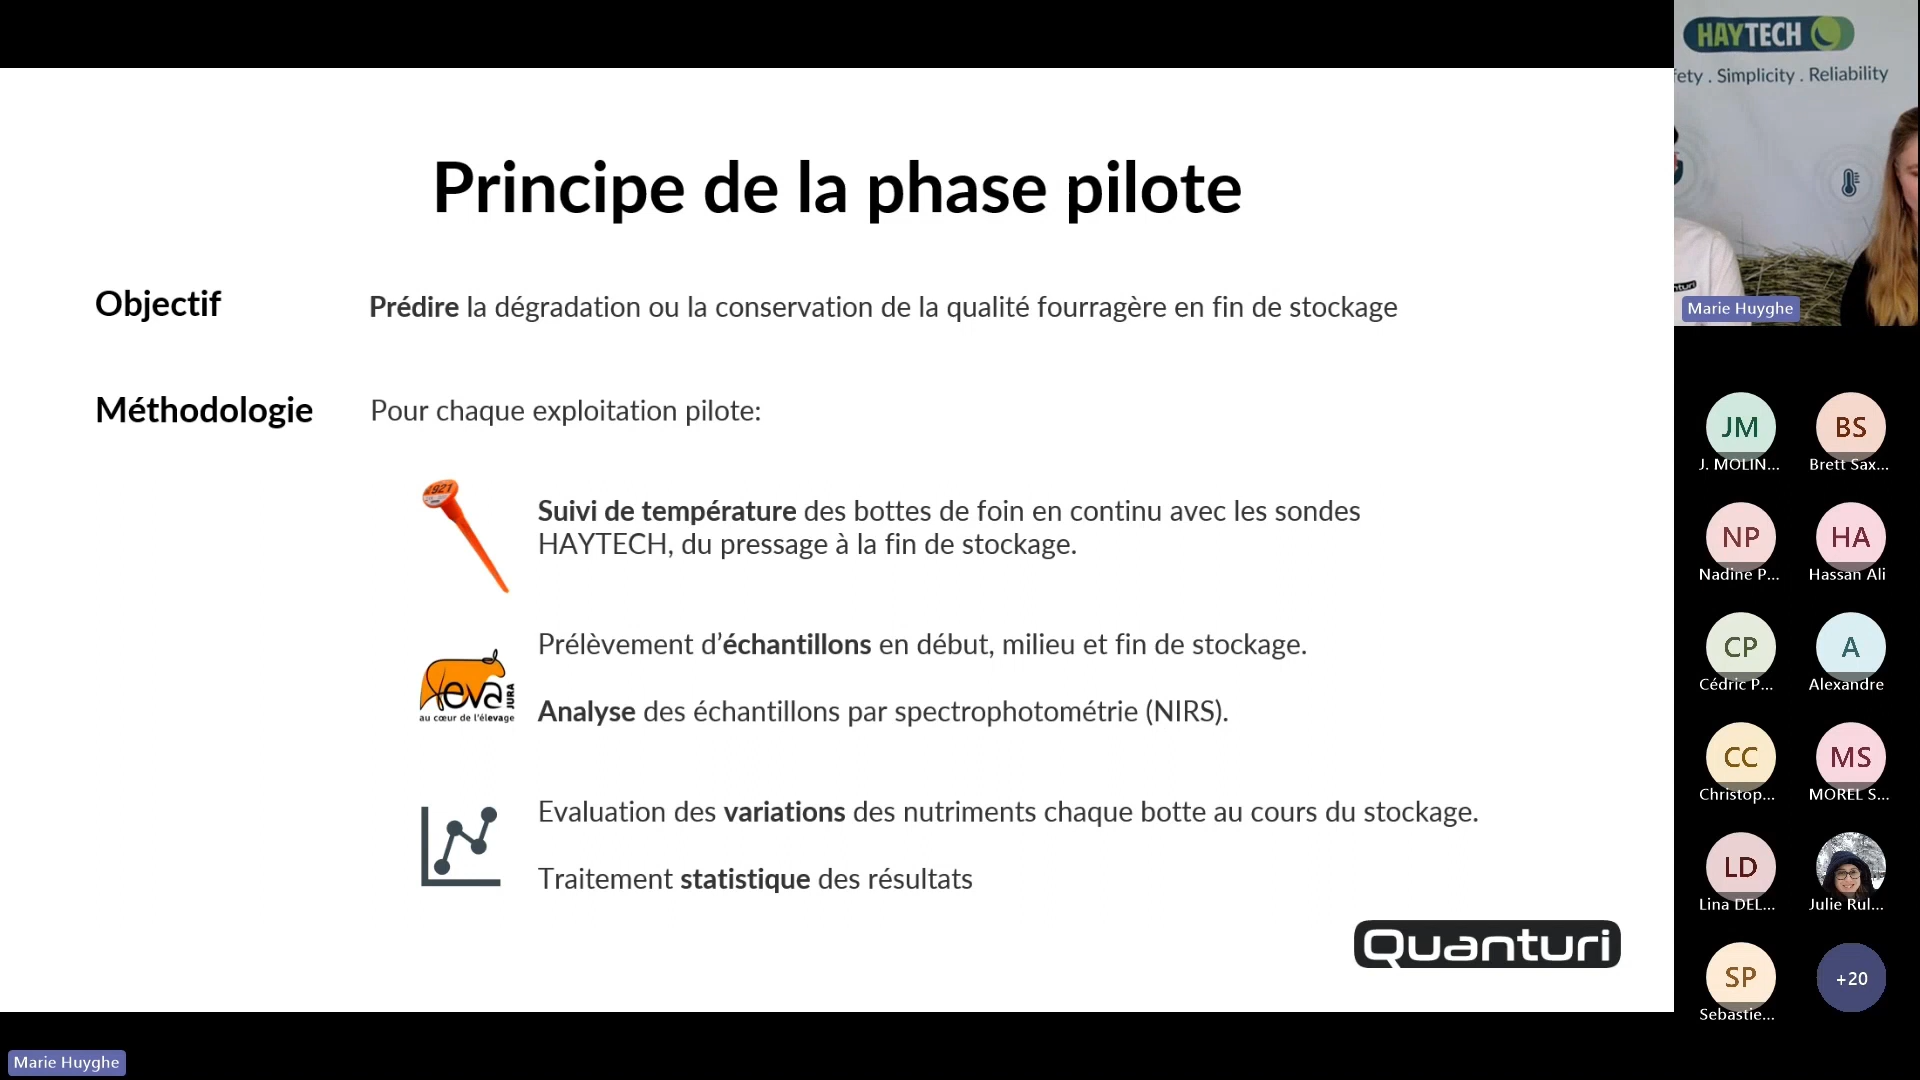 Principe de la phase pilote
Objectif
Prédire la dégradation ou la conservation de la qualité fourragère en fin de stockage
Méthodologie
Pour chaque exploitation pilote:
921
Suivi de température des bottes de foin en continu avec les sondes
HAYTECH, du pressage à la fin de stockage.
eva
JURA
au cœur de l'élevage
Prélèvement d'échantillons en début, milieu et fin de stockage.
Analyse des échantillons par spectrophotométrie (NIRS).
Evaluation des variations des nutriments chaque botte au cours du stockage.
Traitement statistique des résultats
Quanturi
Marie Huyghe
HAYTECH
ety . Simplicity . Reliability
Marie Huyghe
JM
J. MOLIN...
BS
Brett Sax...
NP
Nadine P...
HA
Hassan Ali
CP
Cédric P...
A
Alexandre
CC
Christop...
MS
MOREL S...
LD
Lina DEL...
Julie Rul...
SP
Sebastie...
+20